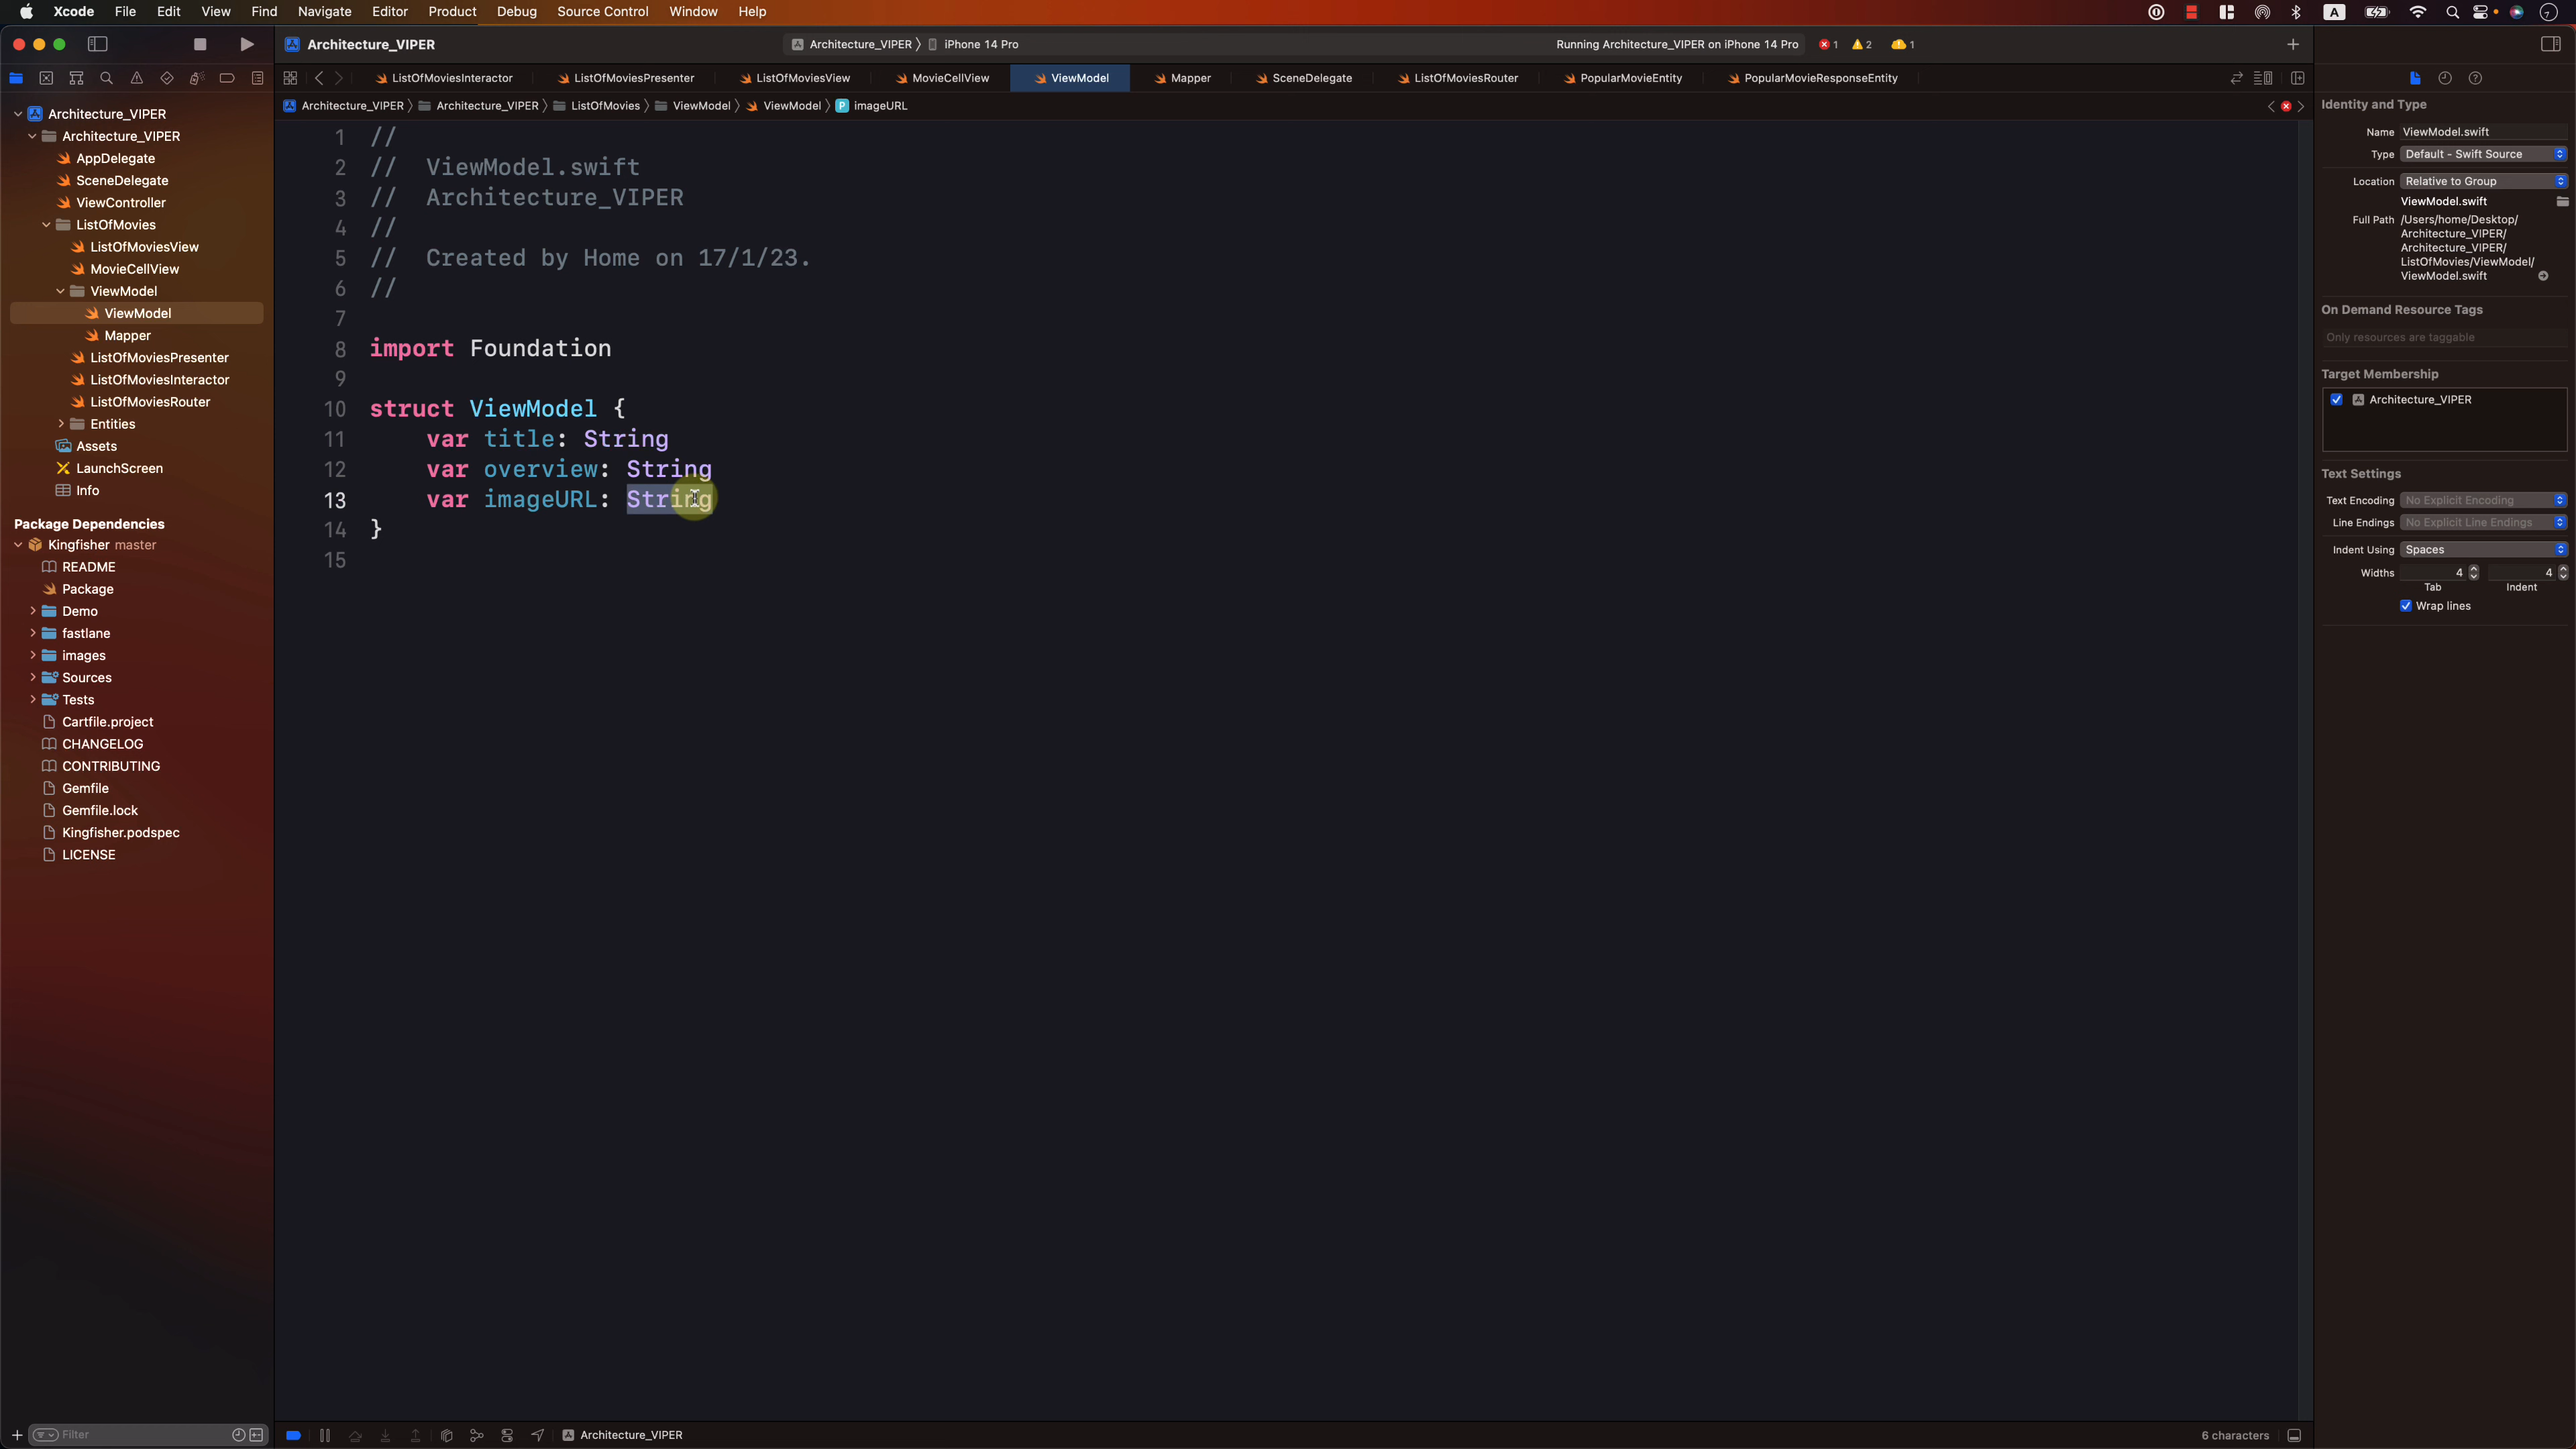 Xcode File Edit View Find Navigate Editor Product Debug Source Control Window Help
A
Architecture_VIPER
Architecture_VIPER iPhone 14 Pro
Running Architecture_VIPER on iPhone 14 Pro 1 2 1
ListOfMoviesInteractor ListOfMoviesPresenter ListOfMoviesView MovieCellView ViewModel Mapper SceneDelegate ListOfMoviesRouter PopularMovieEntity PopularMovieResponseEntity
Architecture_VIPER Architecture_VIPER ListOfMovies ViewModel ViewModel P imageURL
Architecture_VIPER
Architecture_VIPER
AppDelegate
SceneDelegate
ViewController
ListOfMovies
ListOfMoviesView
MovieCellView
ViewModel
ViewModel
Mapper
ListOfMoviesPresenter
ListOfMoviesInteractor
ListOfMoviesRouter
Entities
Assets
LaunchScreen
Info
Package Dependencies
Kingfisher master
README
Package
Demo
fastlane
images
Sources
Tests
Cartfile.project
CHANGELOG
CONTRIBUTING
Gemfile
Gemfile.lock
Kingfisher.podspec
LICENSE
Filter
1 //
2 // ViewModel.swift
3 // Architecture_VIPER
4 //
5 // Created by Home on 17/1/23.
6 //
7
8 import Foundation
9
10 struct ViewModel {
11 var title: String
12 var overview: String
13 var imageURL: String
14 }
15
Architecture_VIPER
6 characters
Identity and Type
Name ViewModel.swift
Type Default - Swift Source
Location Relative to Group
ViewModel.swift
Full Path /Users/home/Desktop/
Architecture_VIPER/
Architecture_VIPER/
ListOfMovies/ViewModel/
ViewModel.swift
On Demand Resource Tags
Only resources are taggable
Target Membership
Architecture_VIPER
Text Settings
Text Encoding No Explicit Encoding
Line Endings No Explicit Line Endings
Indent Using Spaces
Widths 4 4
Tab Indent
Wrap lines